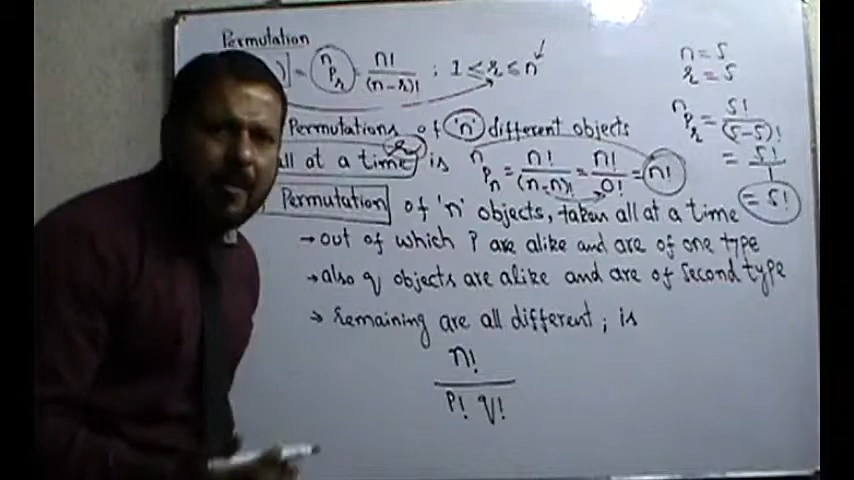 Permutation
)] = nPr = n!/(n-r)! ; 1 ≤ r ≤ n
Permutations of 'n' different objects
all at a time is nPn = n!/(n-n)! = n!/0! = n!
Permutation of 'n' objects, taken all at a time
→ out of which P are alike and are of one type
→ also q objects are alike and are of second type
→ remaining are all different ; is
n!
P! q!
n = 5
r = 5
nPr = 5!/(5-5)!
= 5!/1
= 5!